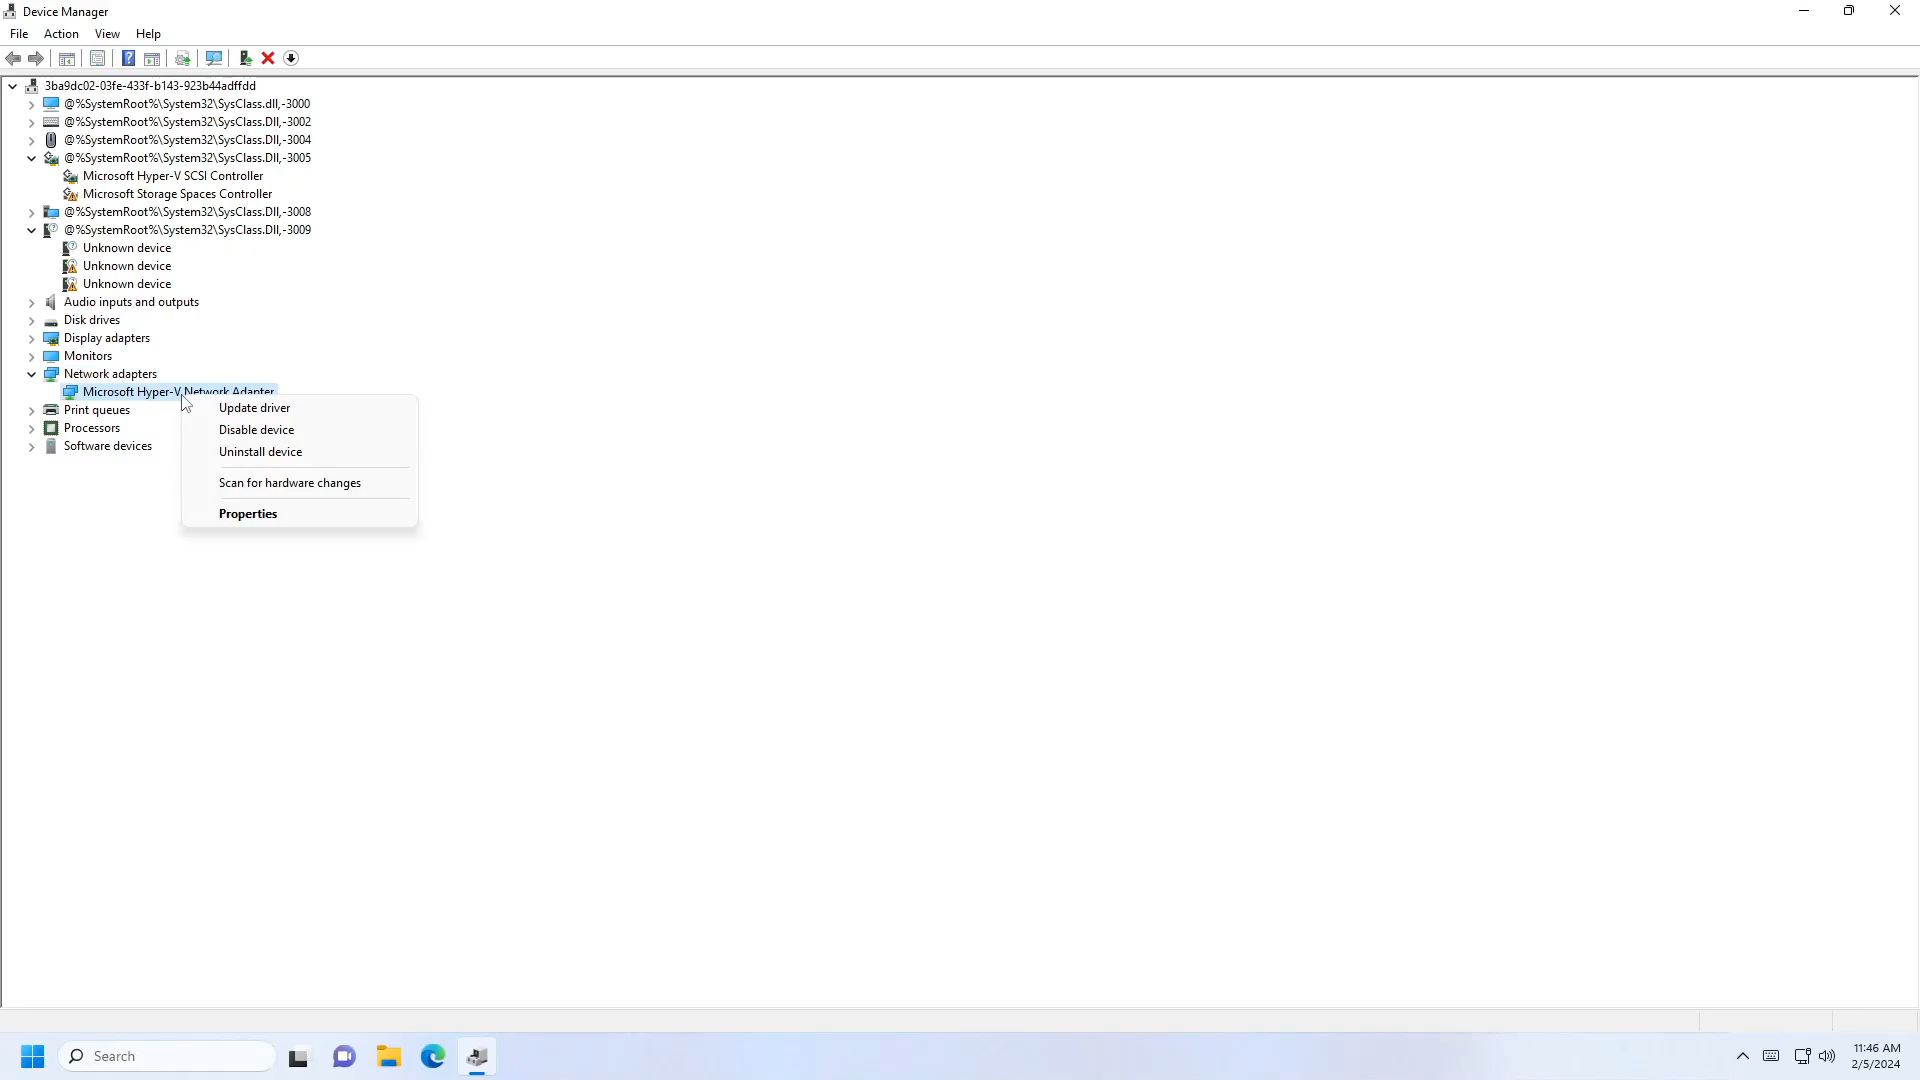 Device Manager
File Action View Help
3ba9dc02-03fe-433f-b143-923b44adffdd
@%SystemRoot%\System32\SysClass.dll,-3000
@%SystemRoot%\System32\SysClass.Dll,-3002
@%SystemRoot%\System32\SysClass.Dll,-3004
@%SystemRoot%\System32\SysClass.Dll,-3005
Microsoft Hyper-V SCSI Controller
Microsoft Storage Spaces Controller
@%SystemRoot%\System32\SysClass.Dll,-3008
@%SystemRoot%\System32\SysClass.Dll,-3009
Unknown device
Unknown device
Unknown device
Audio inputs and outputs
Disk drives
Display adapters
Monitors
Network adapters
Microsoft Hyper-V Network Adapter
Print queues
Processors
Software devices
Update driver
Disable device
Uninstall device
Scan for hardware changes
Properties
Search
11:46 AM
2/5/2024